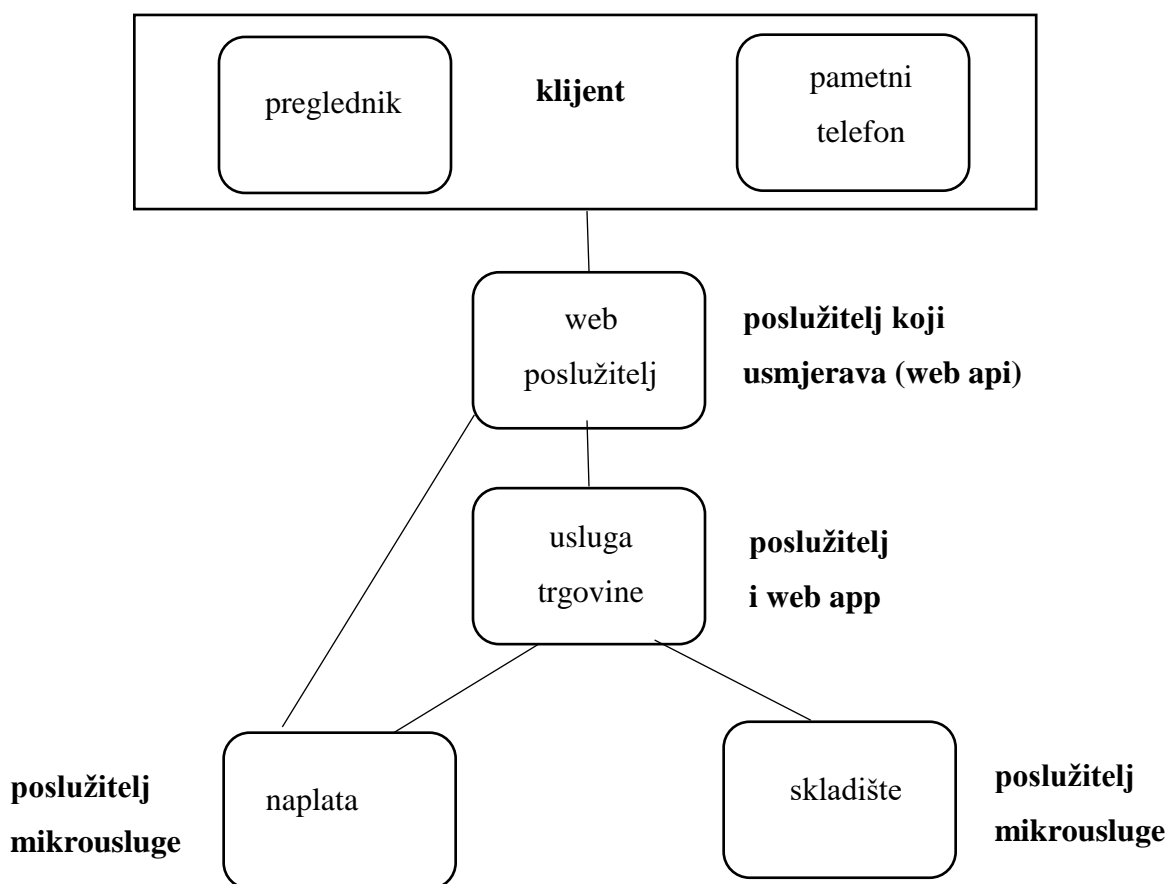 preglednik
klijent
pametni
telefon
web
poslužitelj
poslužitelj koji
usmjerava (web api)
usluga
trgovine
poslužitelj
i web app
poslužitelj
mikrousluge
naplata
skladište
poslužitelj
mikrousluge